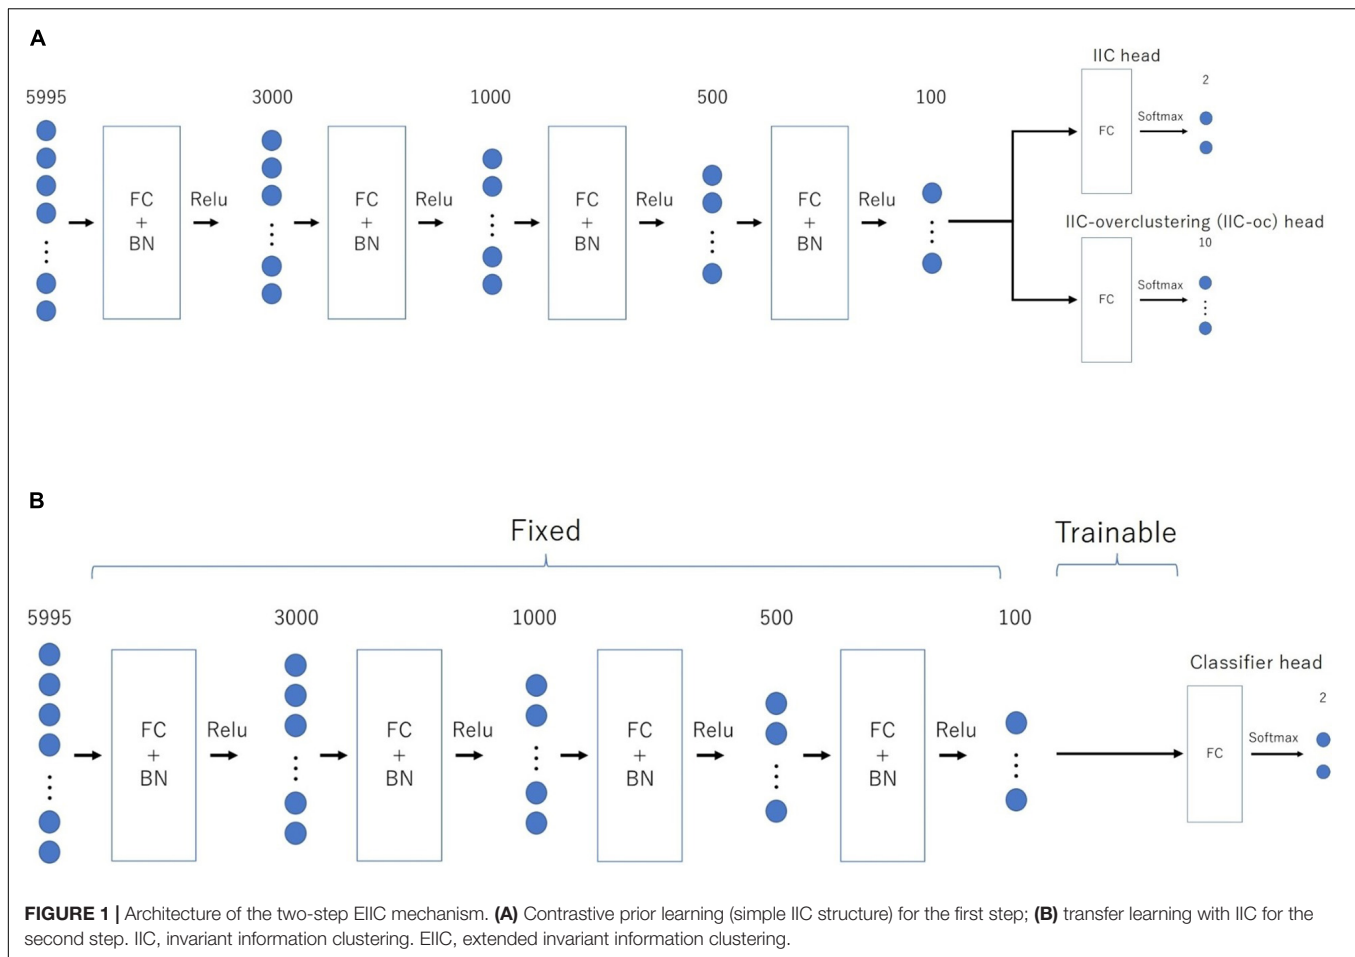 A
IIC head
5995 3000 1000 500 100 2
FC Softmax
FC + BN Relu FC + BN Relu FC + BN Relu FC + BN Relu
IIC-overclustering (IIC-oc) head
10
FC Softmax
B
Fixed Trainable
5995 3000 1000 500 100
Classifier head
2
FC + BN Relu FC + BN Relu FC + BN Relu FC + BN Relu FC Softmax
FIGURE 1 | Architecture of the two-step EIIC mechanism. (A) Contrastive prior learning (simple IIC structure) for the first step; (B) transfer learning with IIC for the
second step. IIC, invariant information clustering. EIIC, extended invariant information clustering.